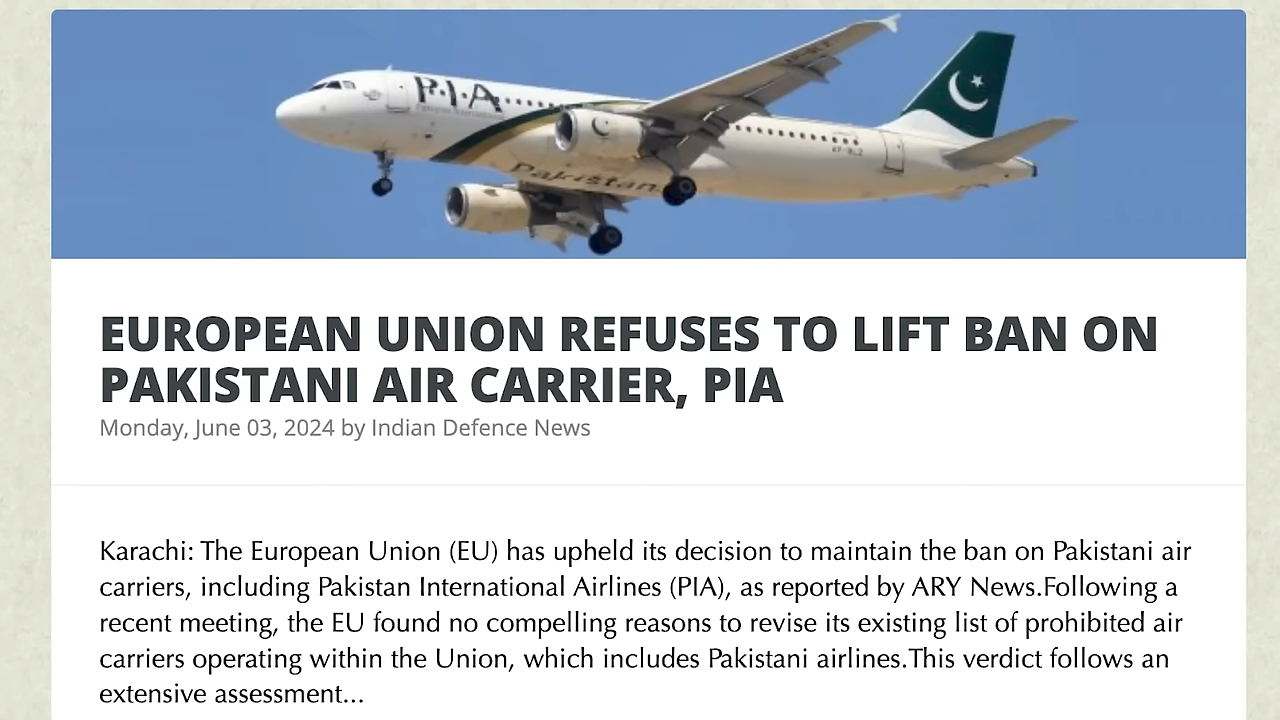 PIA
Pakistan
EUROPEAN UNION REFUSES TO LIFT BAN ON
PAKISTANI AIR CARRIER, PIA
Monday, June 03, 2024 by Indian Defence News
Karachi: The European Union (EU) has upheld its decision to maintain the ban on Pakistani air
carriers, including Pakistan International Airlines (PIA), as reported by ARY News.Following a
recent meeting, the EU found no compelling reasons to revise its existing list of prohibited air
carriers operating within the Union, which includes Pakistani airlines.This verdict follows an
extensive assessment...